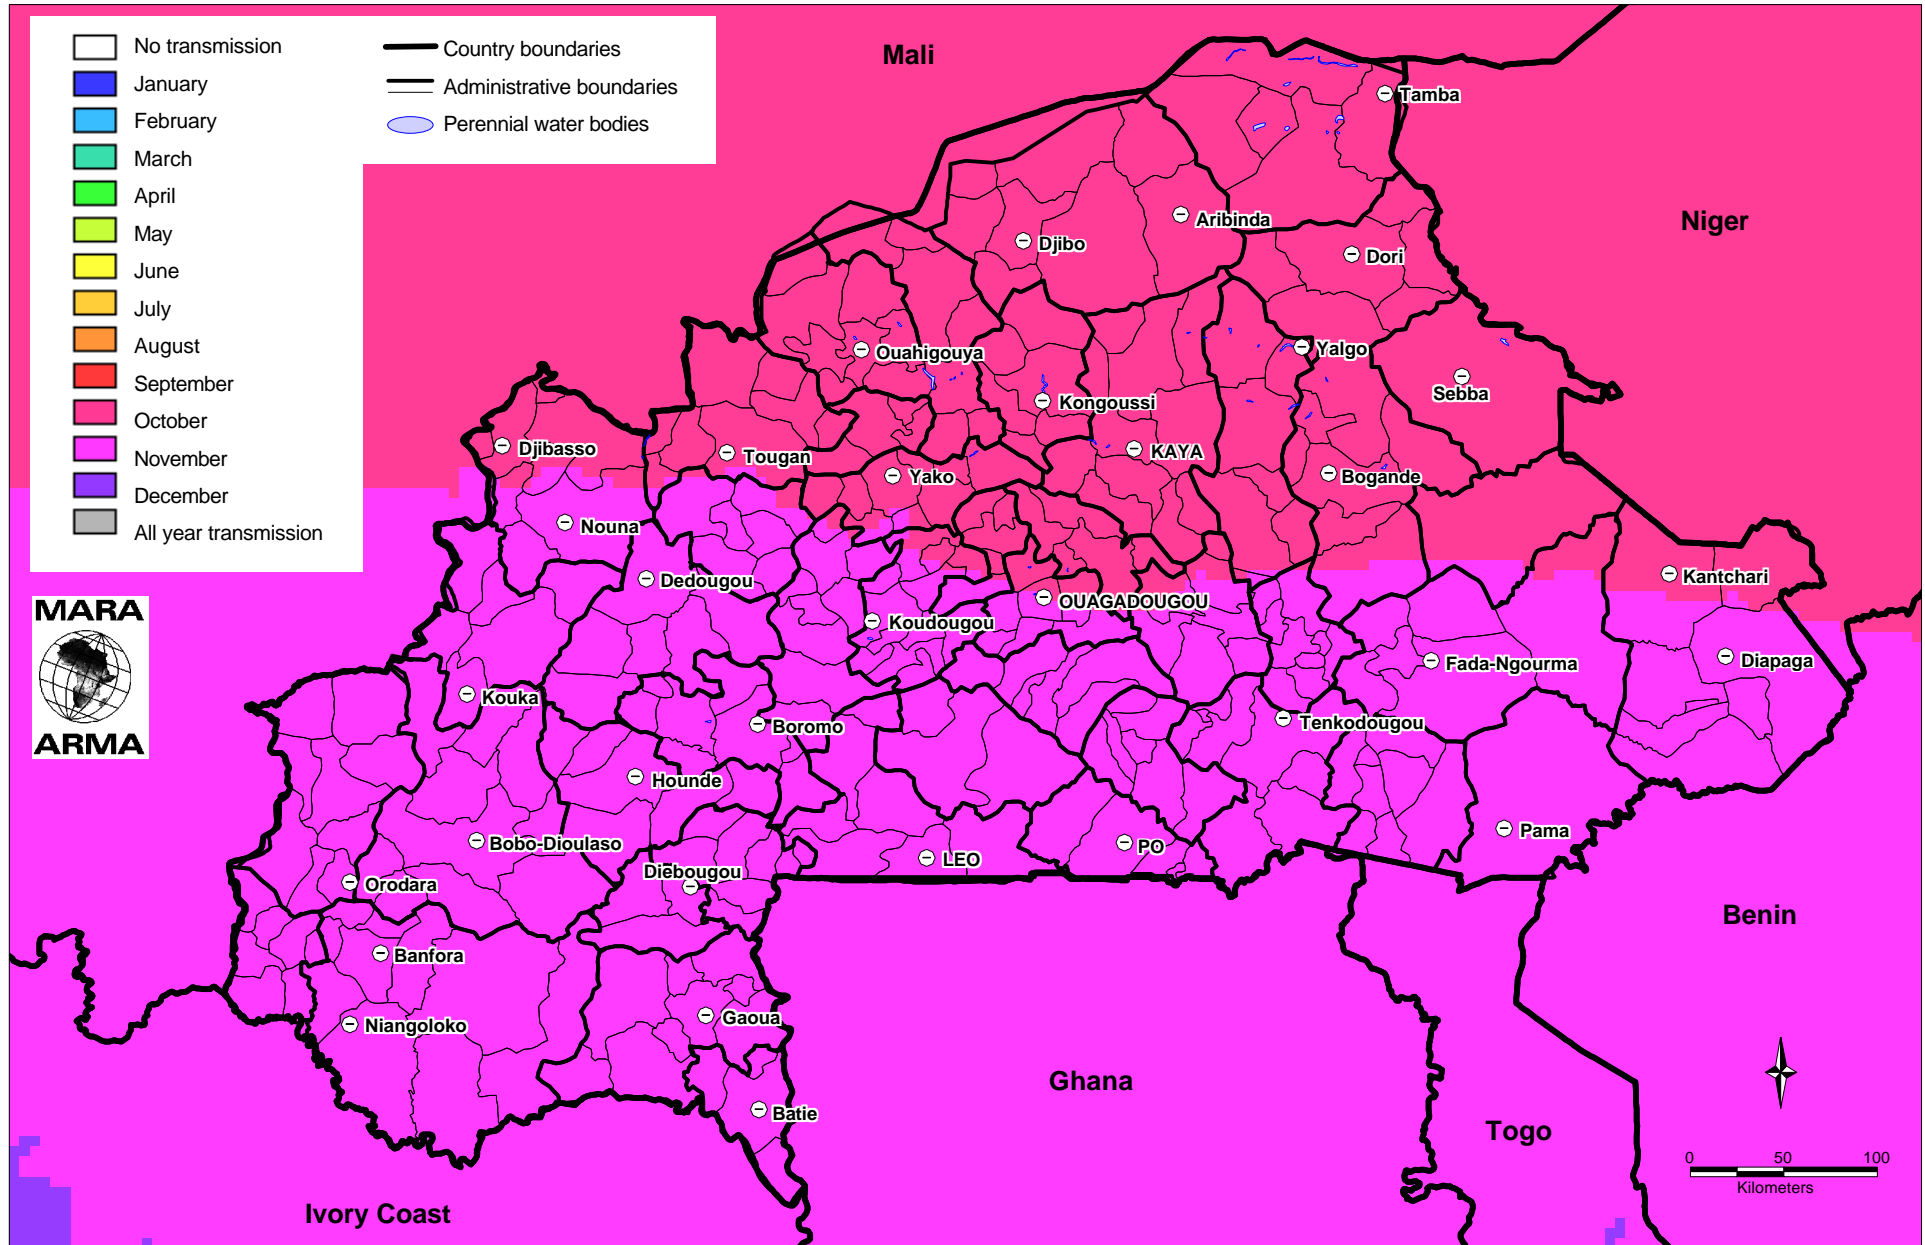 No transmission
January
February
March
April
May
June
July
August
September
October
November
December
All year transmission
Country boundaries
Administrative boundaries
Perennial water bodies
MARA
ARMA
Mali
Niger
Tamba
Aribinda
Djibo
Dori
Ouahigouya
Yalgo
Sebba
Kongoussi
Djibasso
Tougan
KAYA
Yako
Bogande
Nouna
Dedougou
Kantchari
OUAGADOUGOU
Koudougou
Fada-Ngourma
Diapaga
Kouka
Boromo
Tenkodougou
Hounde
Pama
Bobo-Dioulaso
PO
LEO
Diebougou
Orodara
Benin
Banfora
Gaoua
Niangoloko
Ghana
Batie
Togo
Ivory Coast
0 50 100
Kilometers